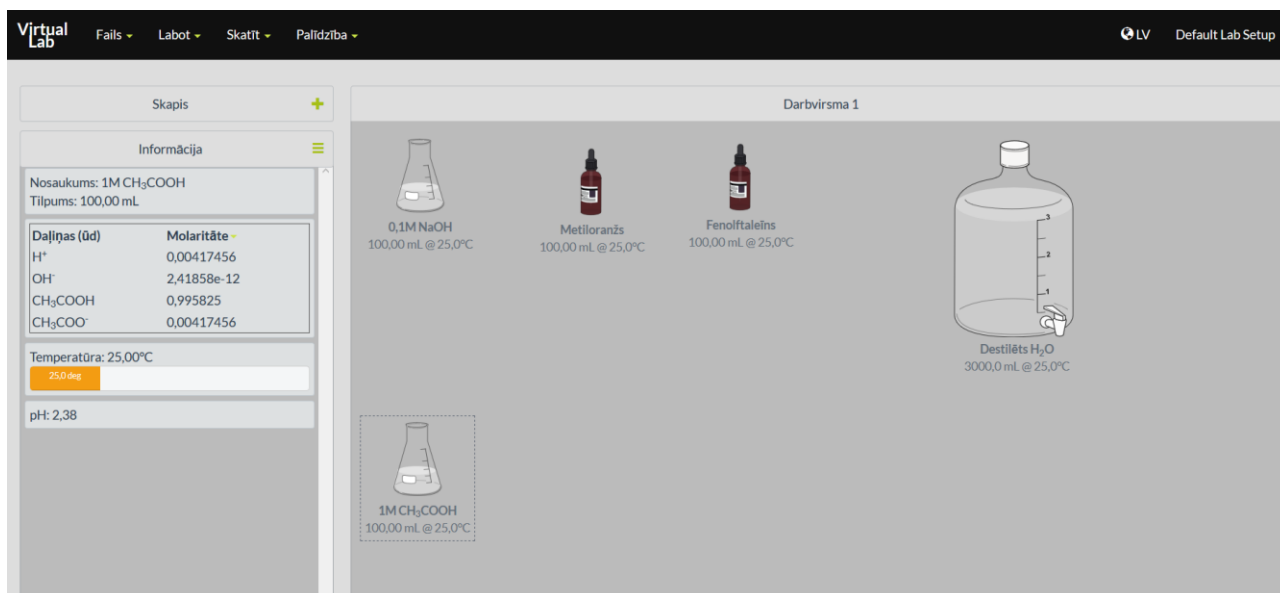 Virtual Lab
Fails
Labot
Skatīt
Palīdzība
LV
Default Lab Setup
Skapis
Darbvirsma 1
Informācija
Nosaukums: 1M CH₃COOH
Tilpums: 100,00 mL
Daļiņas (ūd) Molaritāte
H⁺ 0,00417456
OH⁻ 2,41858e-12
CH₃COOH 0,995825
CH₃COO⁻ 0,00417456
Temperatūra: 25,00°C
25,0 deg
pH: 2,38
0,1M NaOH
100,00 mL @ 25,0°C
Metiloranžs
100,00 mL @ 25,0°C
Fenolftaleīns
100,00 mL @ 25,0°C
3
2
1
Destilēts H₂O
3000,0 mL @ 25,0°C
1M CH₃COOH
100,00 mL @ 25,0°C